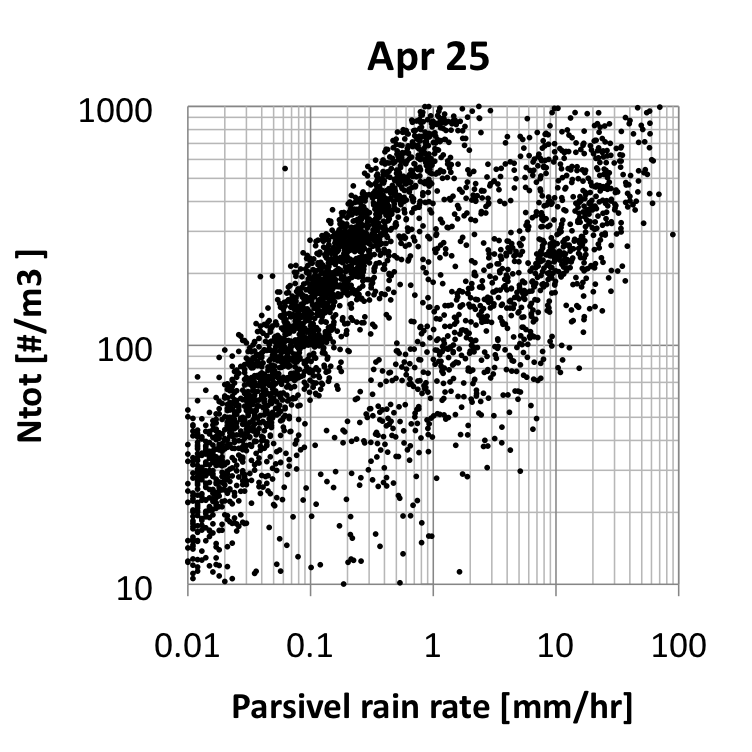 Apr 25
1000
100
10
Ntot [#/m3 ]
0.01 0.1 1 10 100
Parsivel rain rate [mm/hr]